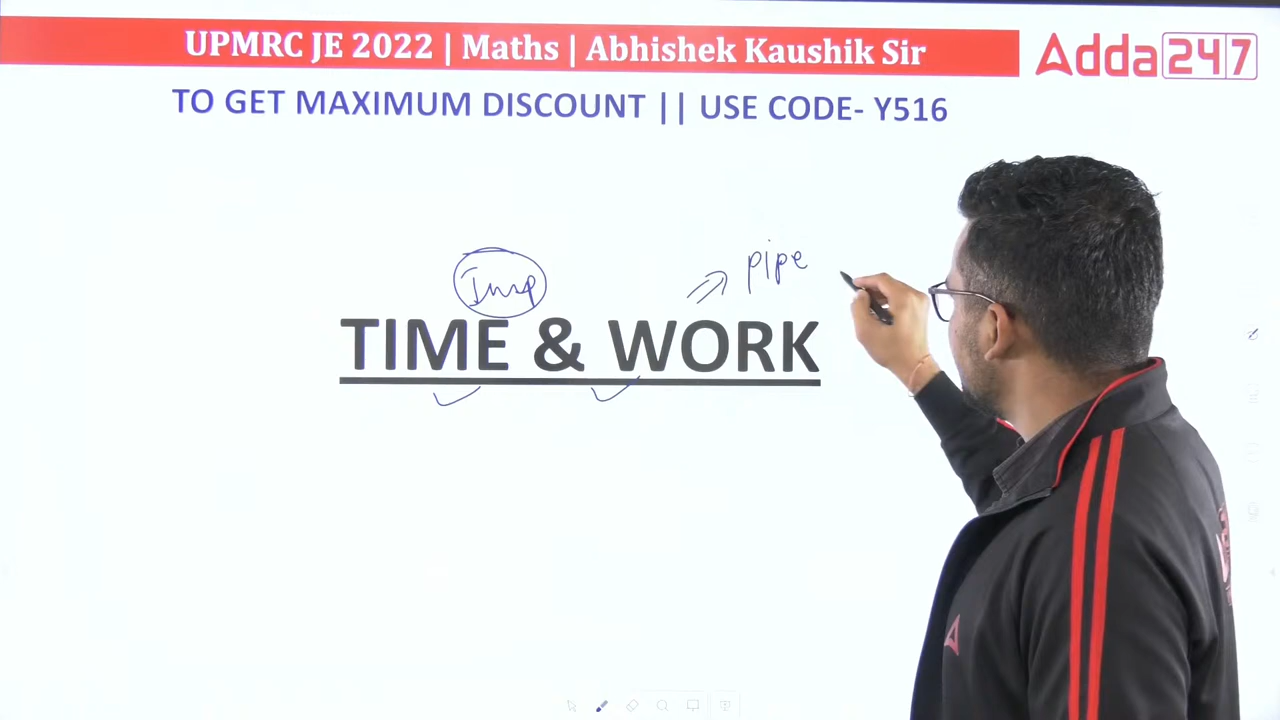 UPMRC JE 2022 | Maths | Abhishek Kaushik Sir
Adda247
TO GET MAXIMUM DISCOUNT || USE CODE- Y516
Imp
pipe
TIME & WORK